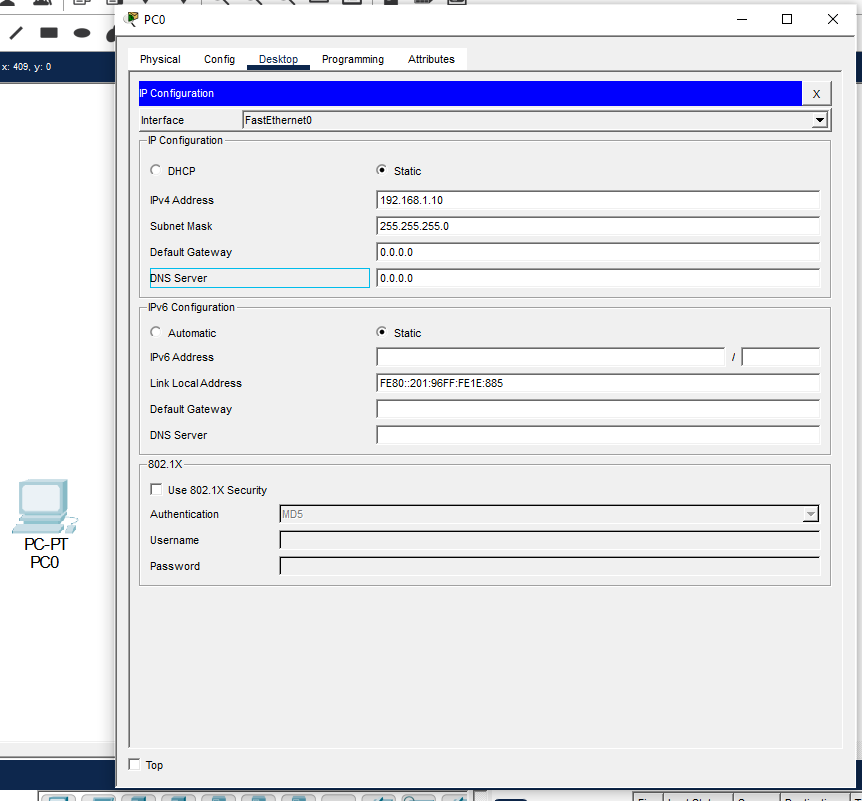 PC0
Physical Config Desktop Programming Attributes
x: 409, y: 0
IP Configuration X
Interface FastEthernet0
IP Configuration
DHCP Static
IPv4 Address 192.168.1.10
Subnet Mask 255.255.255.0
Default Gateway 0.0.0.0
DNS Server 0.0.0.0
IPv6 Configuration
Automatic Static
IPv6 Address /
Link Local Address FE80::201:96FF:FE1E:885
Default Gateway
DNS Server
802.1X
Use 802.1X Security
Authentication MD5
Username
Password
PC-PT
PC0
Top